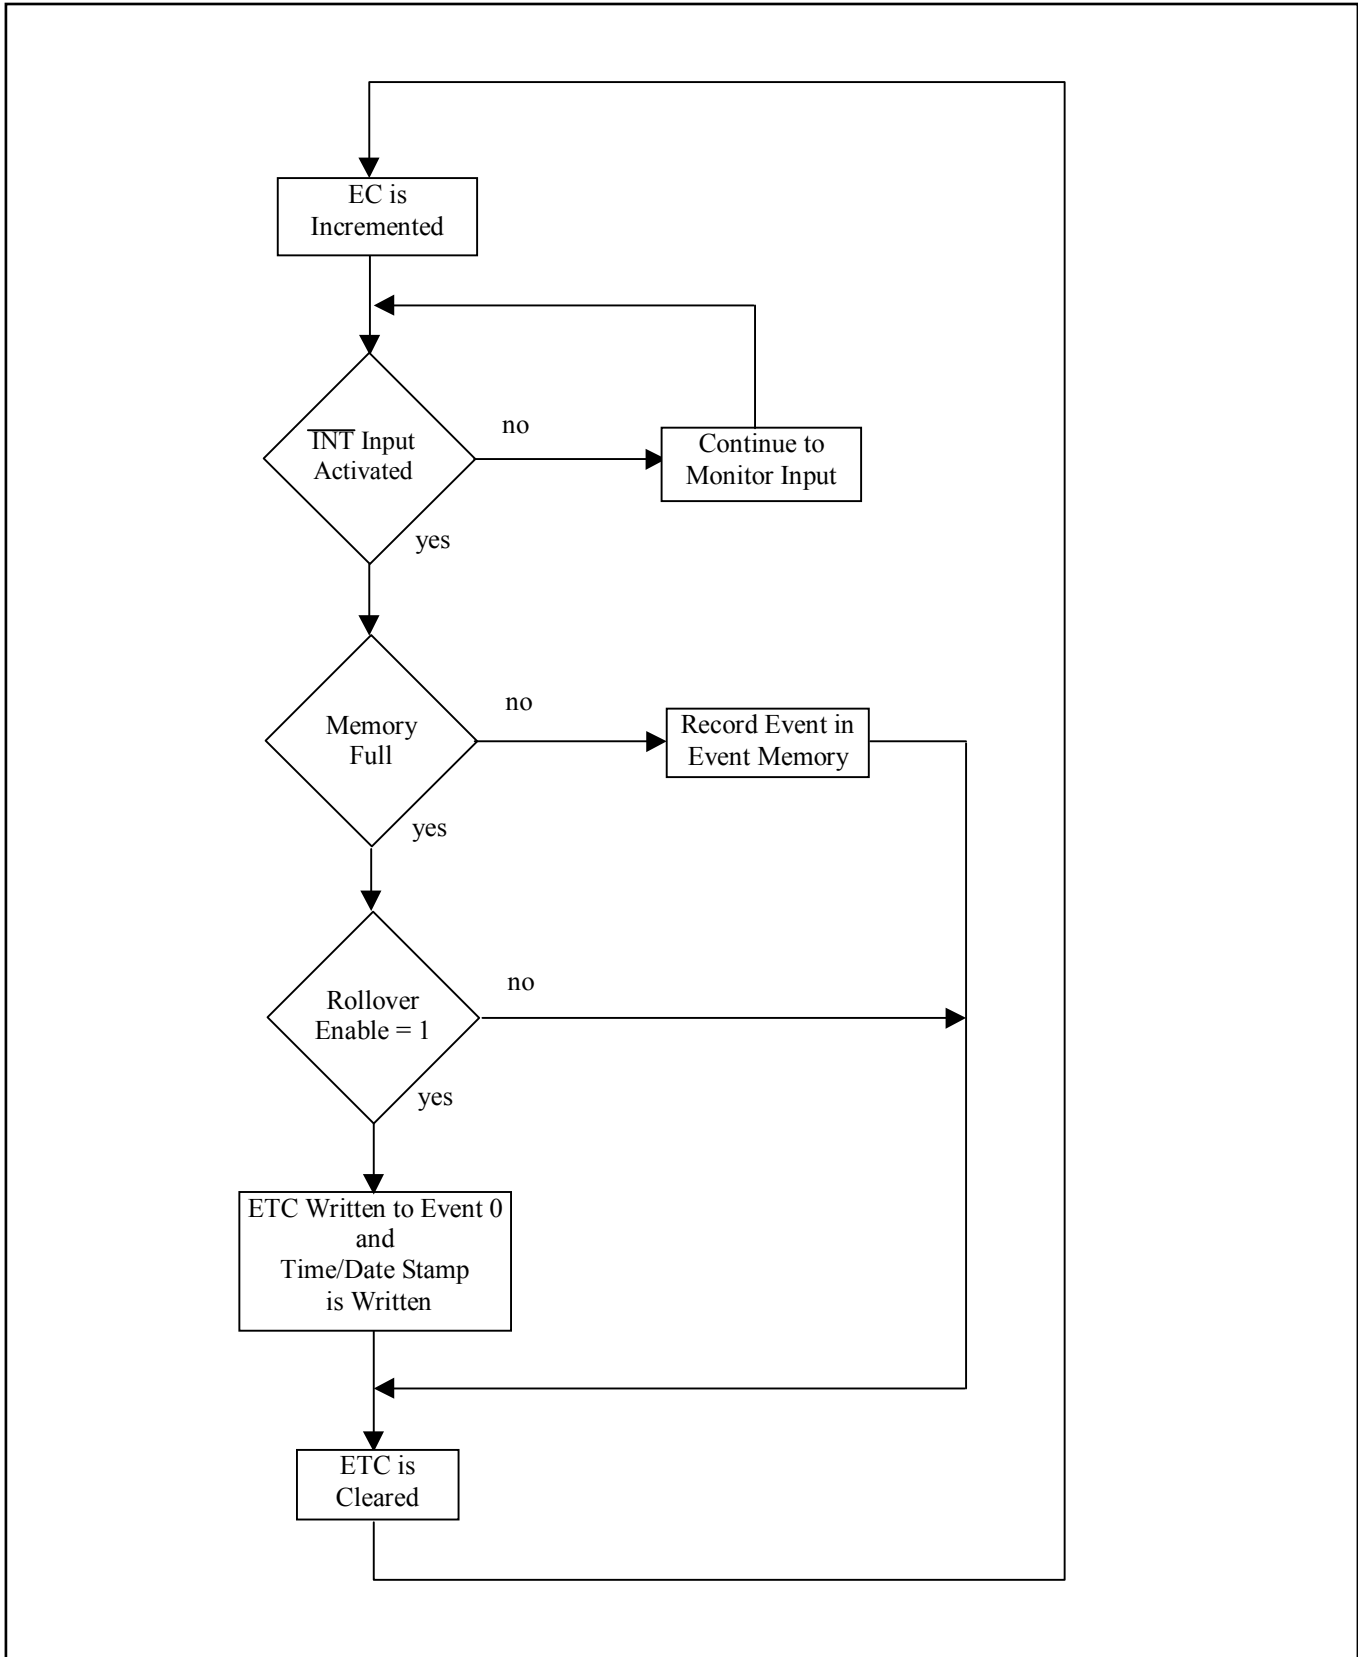 EC is
Incremented
INT Input
Activated
no
Continue to
Monitor Input
yes
Memory
Full
no
Record Event in
Event Memory
yes
Rollover
Enable = 1
no
yes
ETC Written to Event 0
and
Time/Date Stamp
is Written
ETC is
Cleared